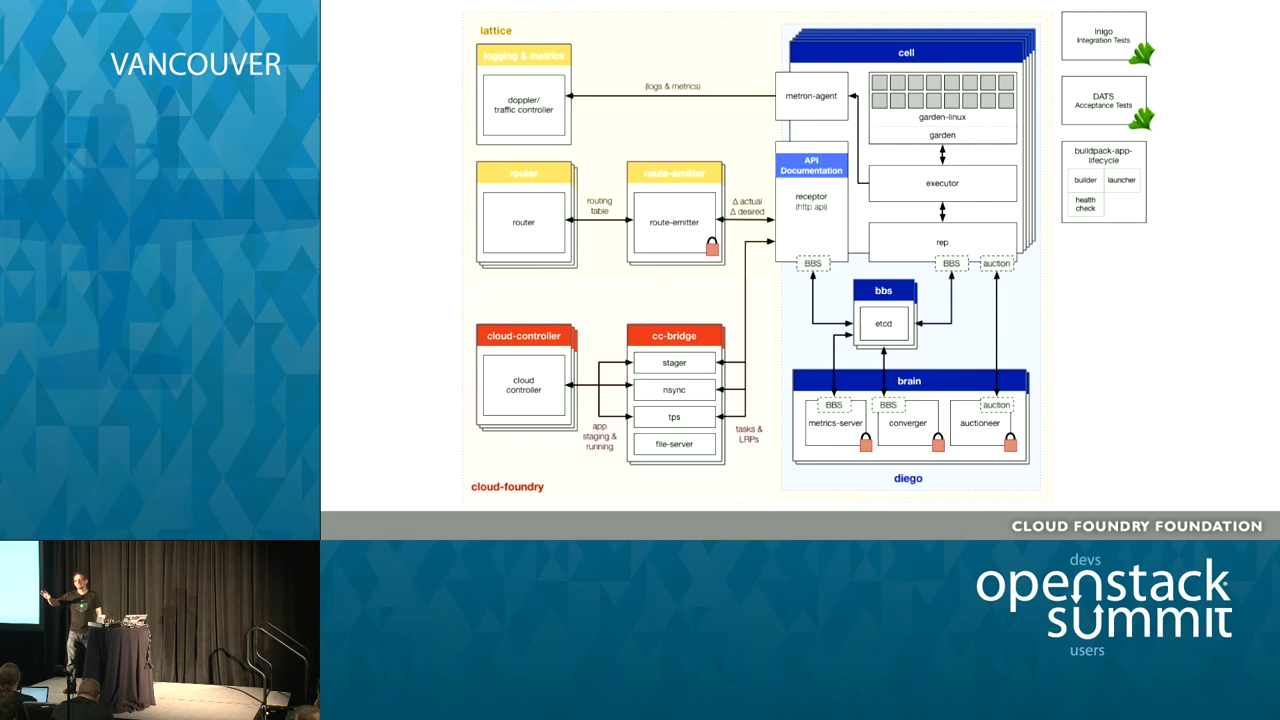 VANCOUVER
lattice
logging & metrics
doppler/
traffic controller
(logs & metrics)
metron-agent
cell
garden-linux
garden
executor
rep
API
Documentation
receptor
(http api)
router
router
routing
table
route-emitter
route-emitter
Δ actual
Δ desired
BBS
BBS
auction
bbs
etcd
cloud-controller
cloud
controller
app
staging &
running
cc-bridge
stager
nsync
tps
file-server
tasks &
LRPs
brain
BBS
metrics-server
BBS
converger
auction
auctioneer
cloud-foundry
diego
Inigo
Integration Tests
DATS
Acceptance Tests
buildpack-app-
lifecycle
builder
launcher
health
check
CLOUD FOUNDRY FOUNDATION
devs
openstack
summit
users